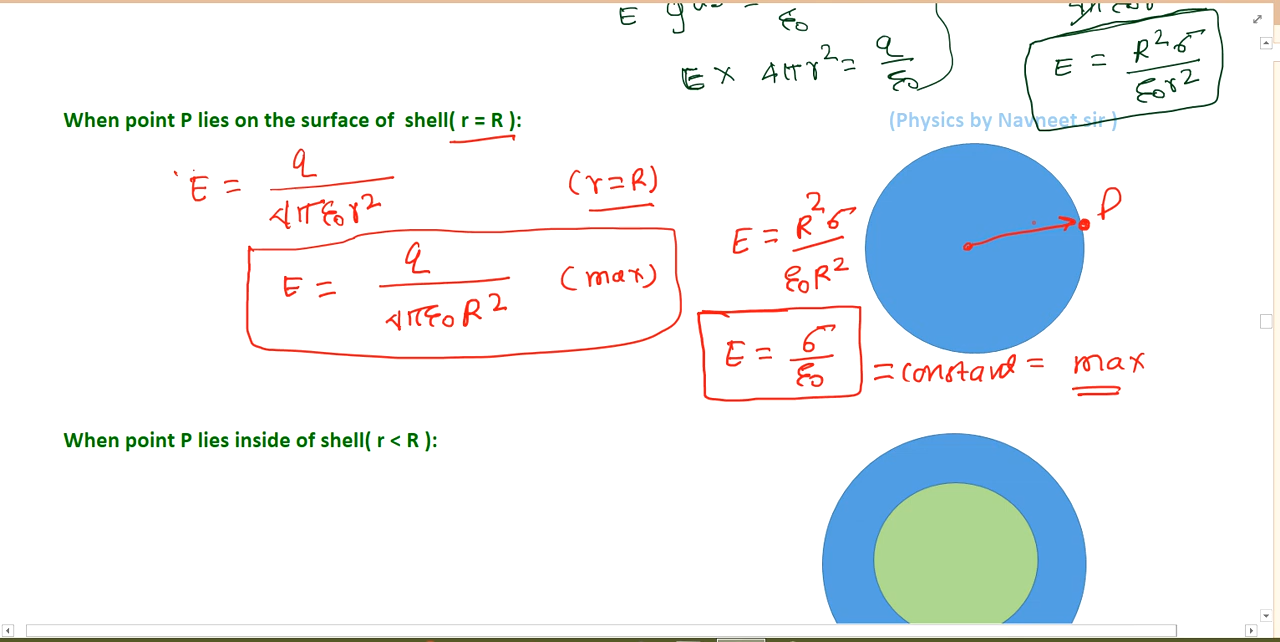 E × 4πr² = q/ε₀
E = R²σ/ε₀r²
When point P lies on the surface of shell( r = R ):
(Physics by Navneet sir )
E = q/4πε₀r² (r=R)
P
E = R²σ/ε₀R²
E = q/4πε₀R² (max)
E = σ/ε₀ = constant = max
When point P lies inside of shell( r < R ):